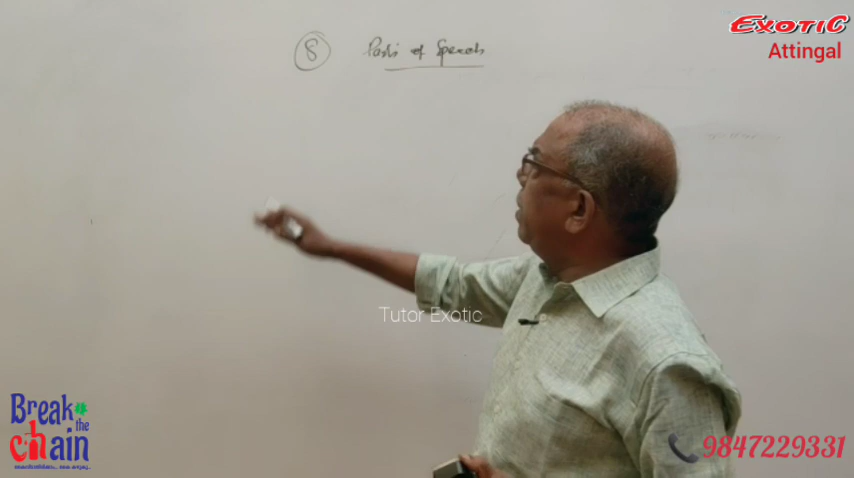 EXOTIC
Attingal
8 Parts of Speech
Tutor Exotic
Break
the
chain
9847229331